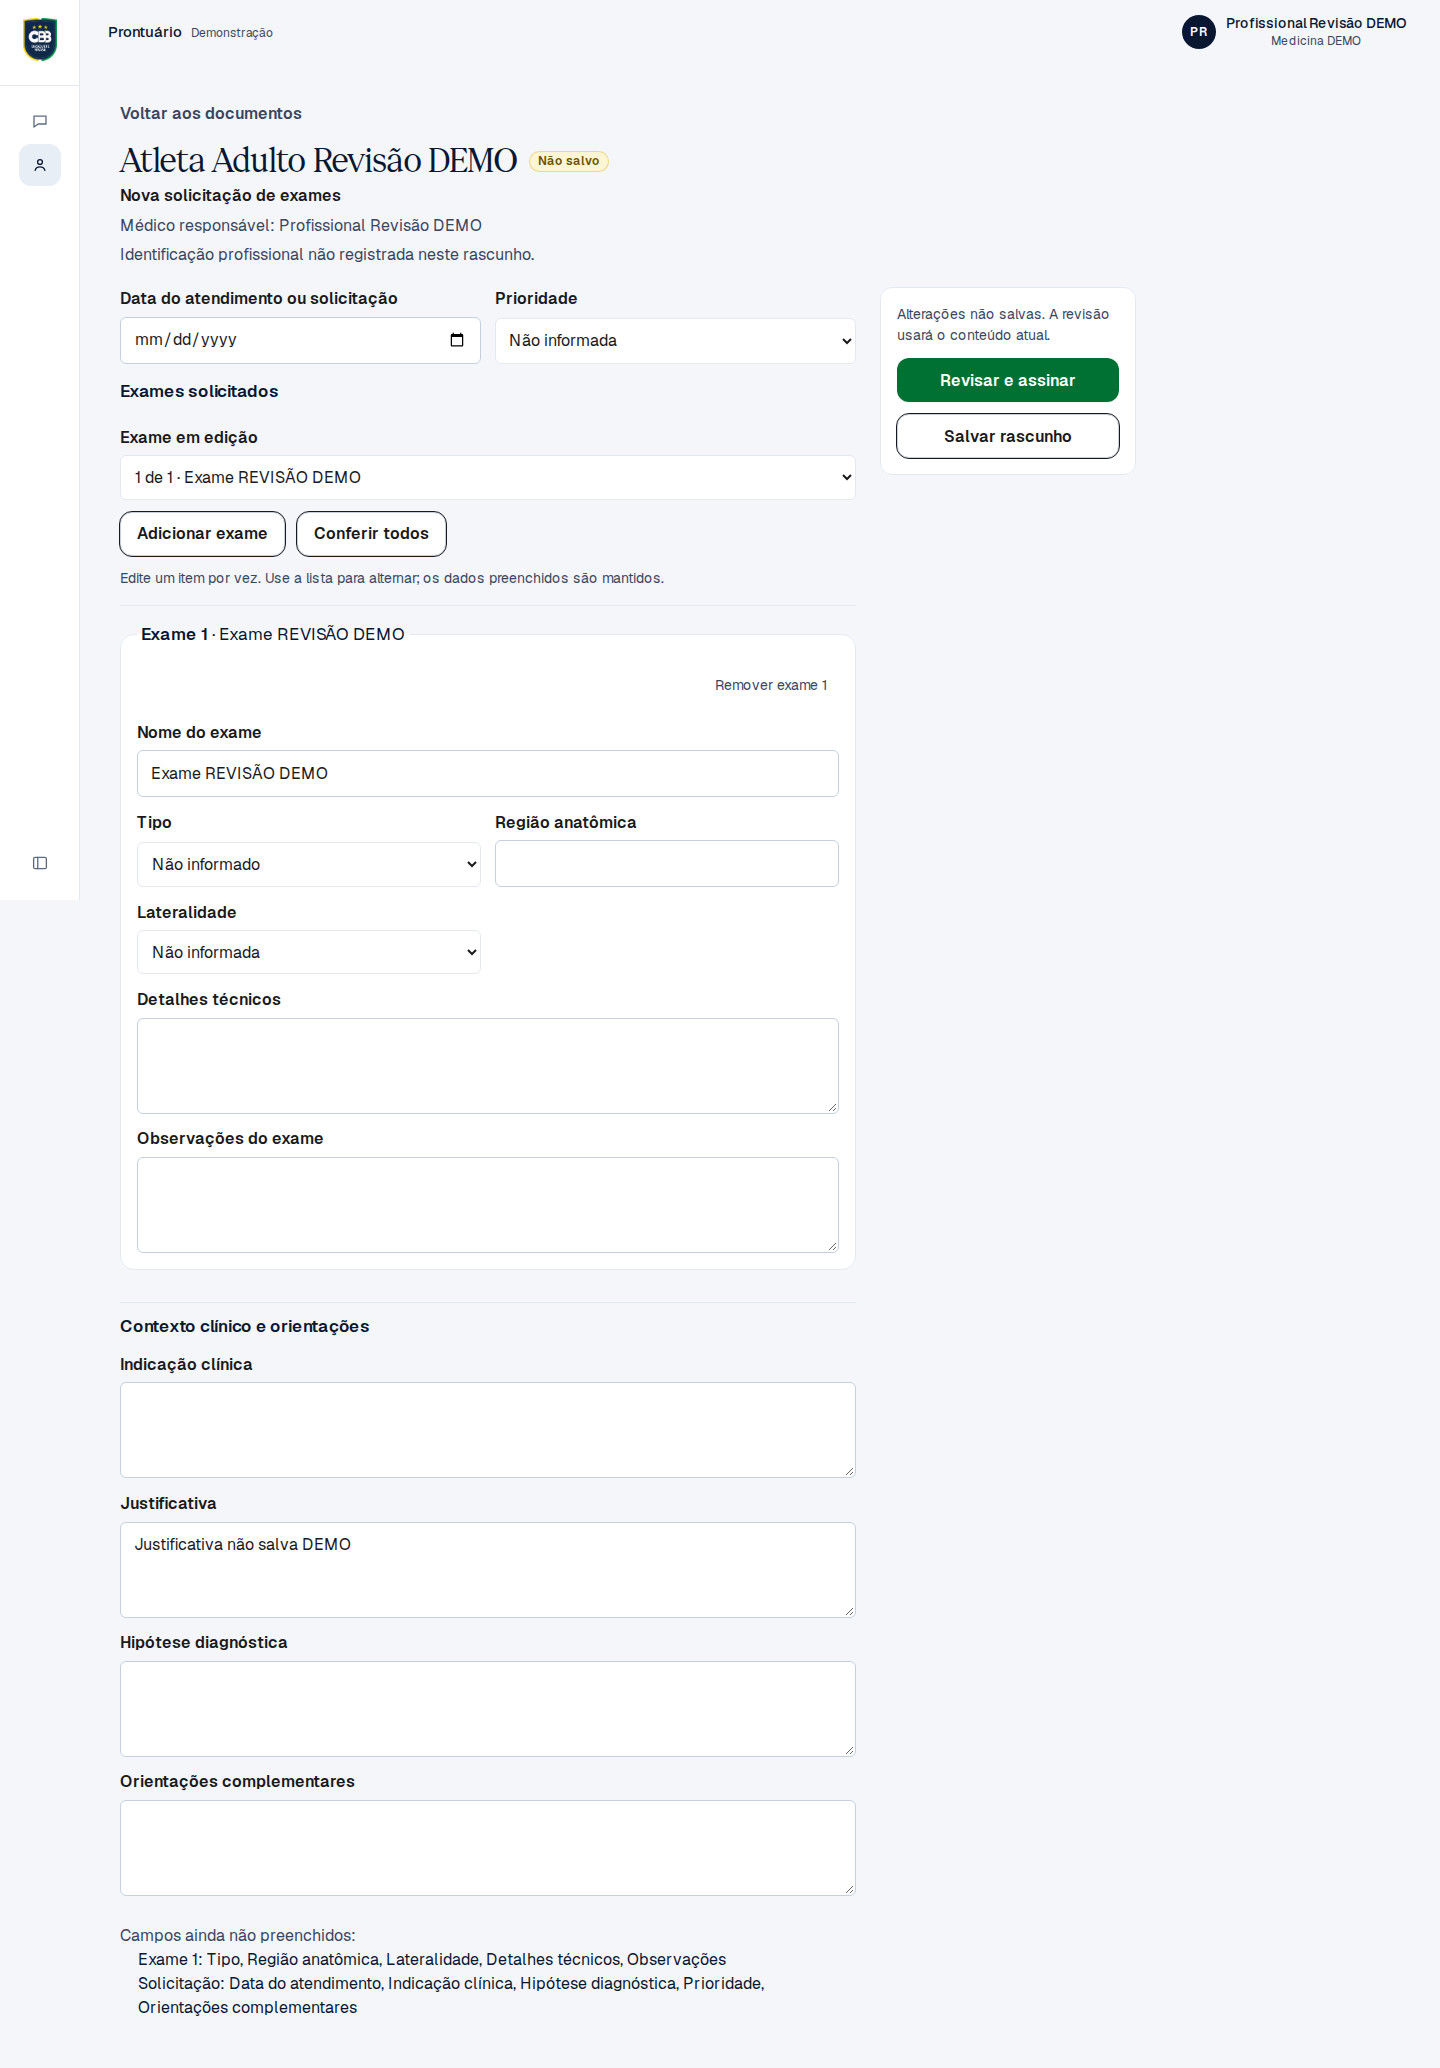 CBB
Prontuário Demonstração
PR
Profissional Revisão DEMO
Medicina DEMO
Voltar aos documentos
Atleta Adulto Revisão DEMO Não salvo
Nova solicitação de exames
Médico responsável: Profissional Revisão DEMO
Identificação profissional não registrada neste rascunho.
Data do atendimento ou solicitação
mm/dd/yyyy
Prioridade
Não informada
Alterações não salvas. A revisão
usará o conteúdo atual.
Revisar e assinar
Salvar rascunho
Exames solicitados
Exame em edição
1 de 1 · Exame REVISÃO DEMO
Adicionar exame
Conferir todos
Edite um item por vez. Use a lista para alternar; os dados preenchidos são mantidos.
Exame 1 · Exame REVISÃO DEMO
Remover exame 1
Nome do exame
Exame REVISÃO DEMO
Tipo
Não informado
Região anatômica
Lateralidade
Não informada
Detalhes técnicos
Observações do exame
Contexto clínico e orientações
Indicação clínica
Justificativa
Justificativa não salva DEMO
Hipótese diagnóstica
Orientações complementares
Campos ainda não preenchidos:
Exame 1: Tipo, Região anatômica, Lateralidade, Detalhes técnicos, Observações
Solicitação: Data do atendimento, Indicação clínica, Hipótese diagnóstica, Prioridade,
Orientações complementares